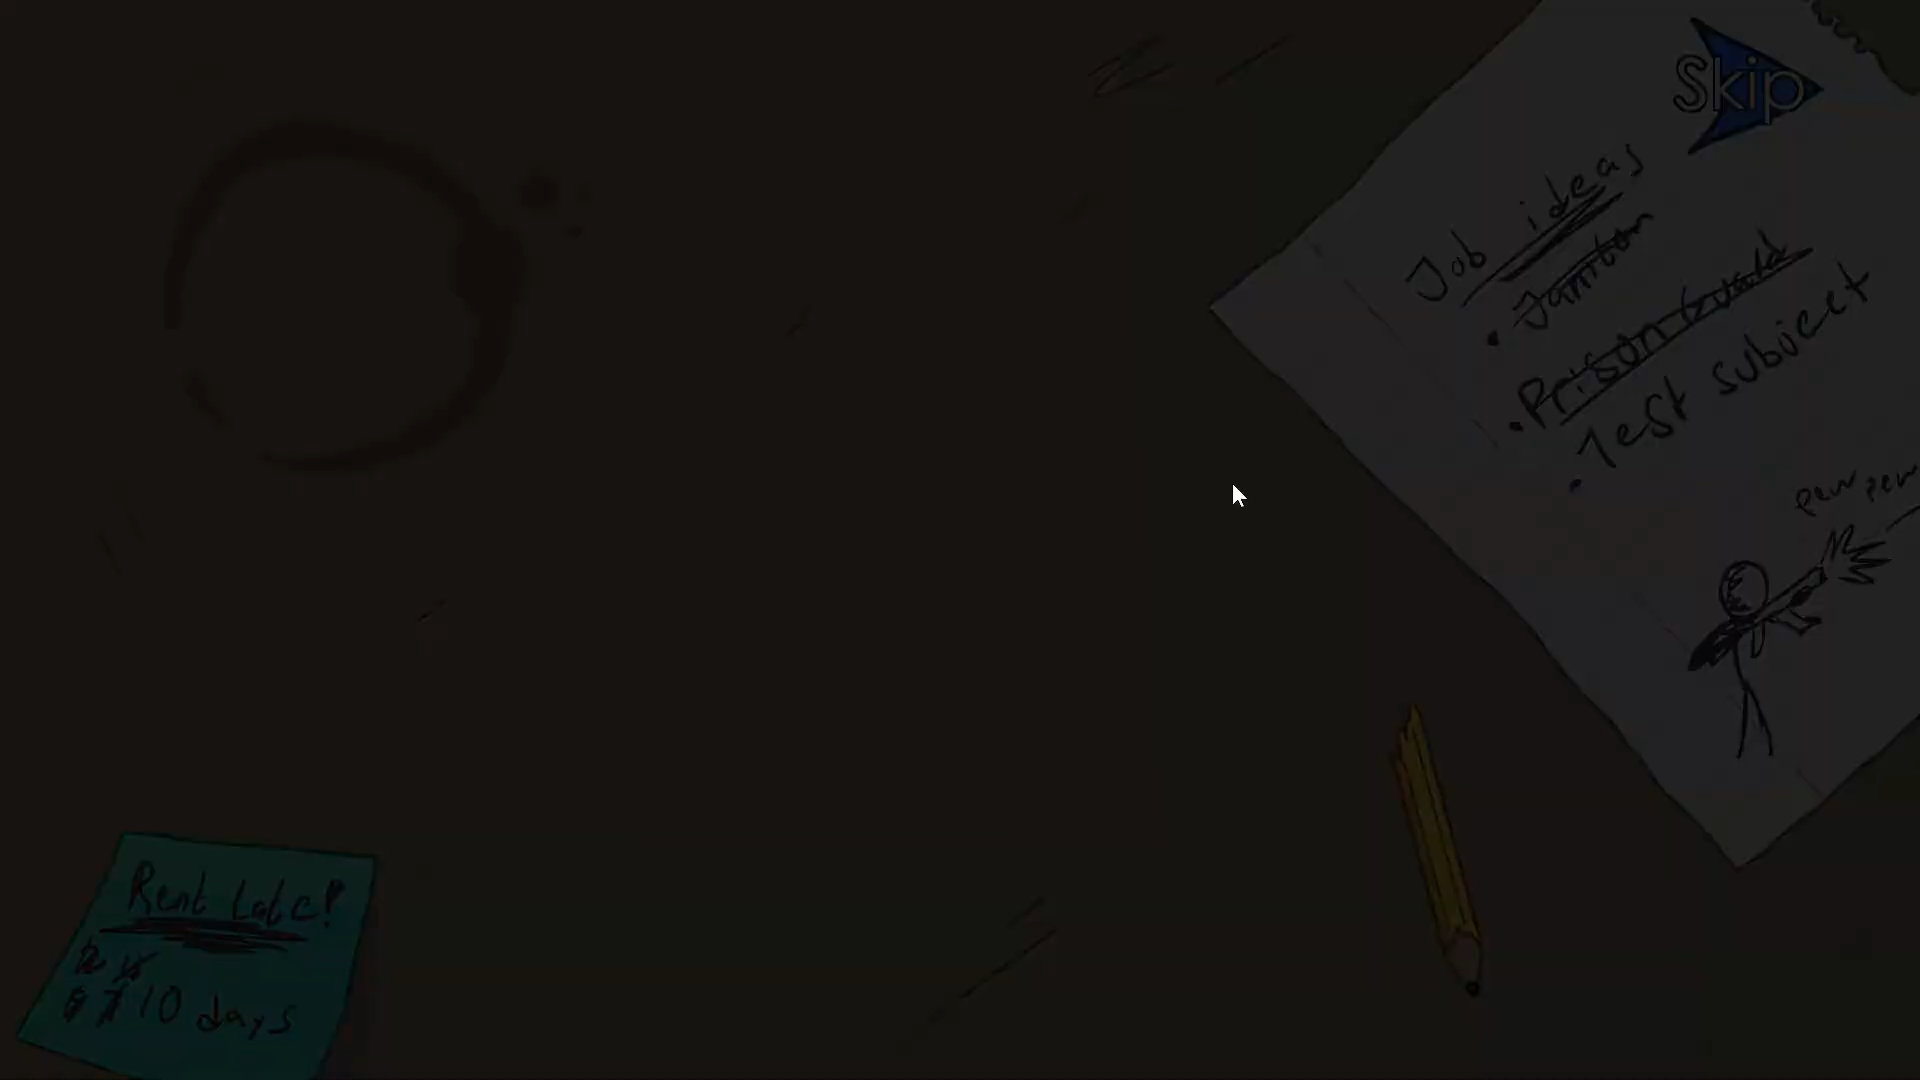 Skip
Job ideas
• Janitor
• Prison Guard
• Test subject
pew pew
Rent Late!
10 days